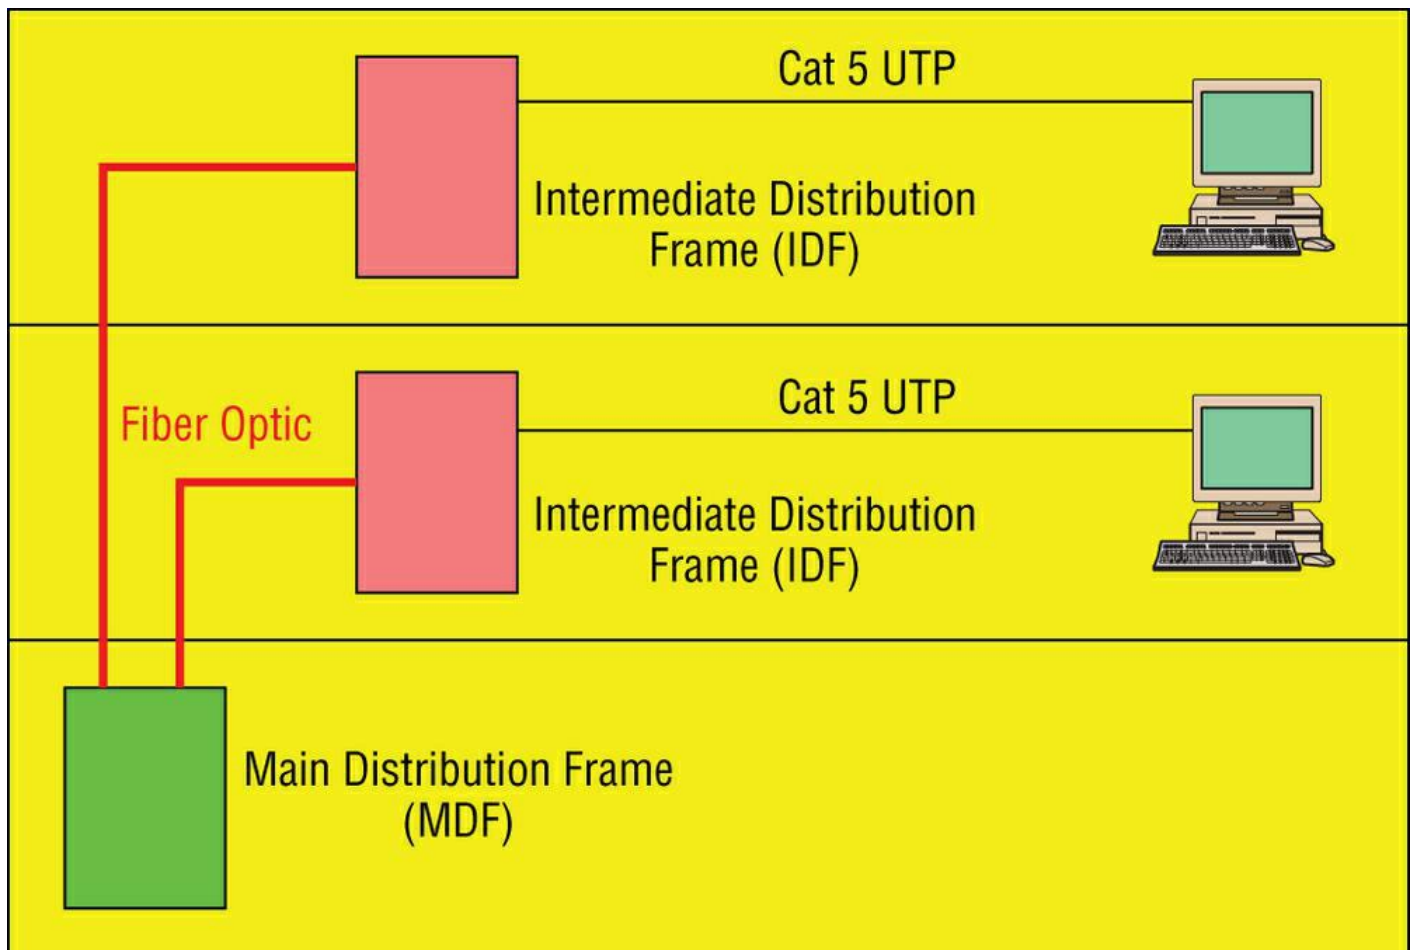 Cat 5 UTP
Intermediate Distribution
Frame (IDF)
Fiber Optic
Cat 5 UTP
Intermediate Distribution
Frame (IDF)
Main Distribution Frame
(MDF)